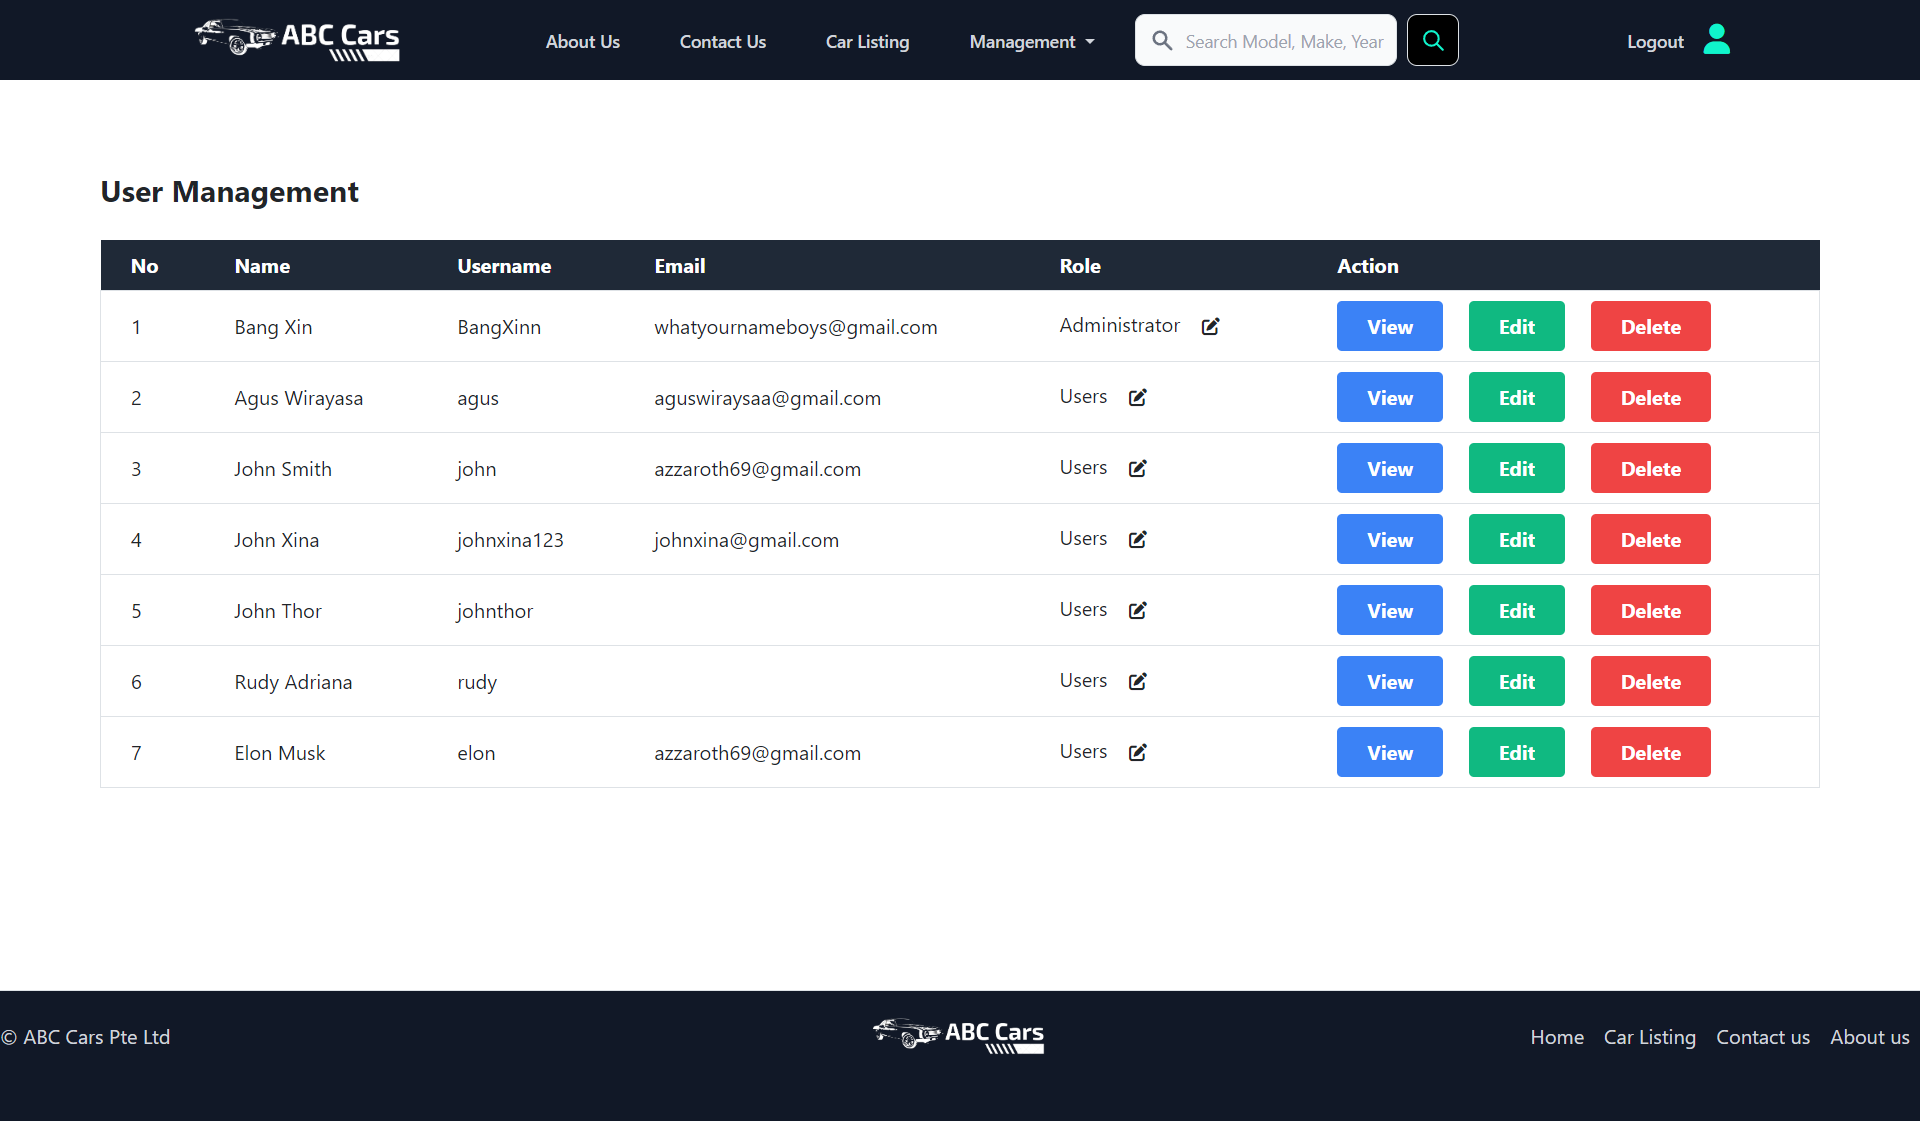 ABC Cars About Us Contact Us Car Listing Management Search Model, Make, Year Logout
User Management
No Name Username Email Role Action
1 Bang Xin BangXinn whatyournameboys@gmail.com Administrator View Edit Delete
2 Agus Wirayasa agus aguswiraysaa@gmail.com Users View Edit Delete
3 John Smith john azzaroth69@gmail.com Users View Edit Delete
4 John Xina johnxina123 johnxina@gmail.com Users View Edit Delete
5 John Thor johnthor Users View Edit Delete
6 Rudy Adriana rudy Users View Edit Delete
7 Elon Musk elon azzaroth69@gmail.com Users View Edit Delete
© ABC Cars Pte Ltd ABC Cars Home Car Listing Contact us About us